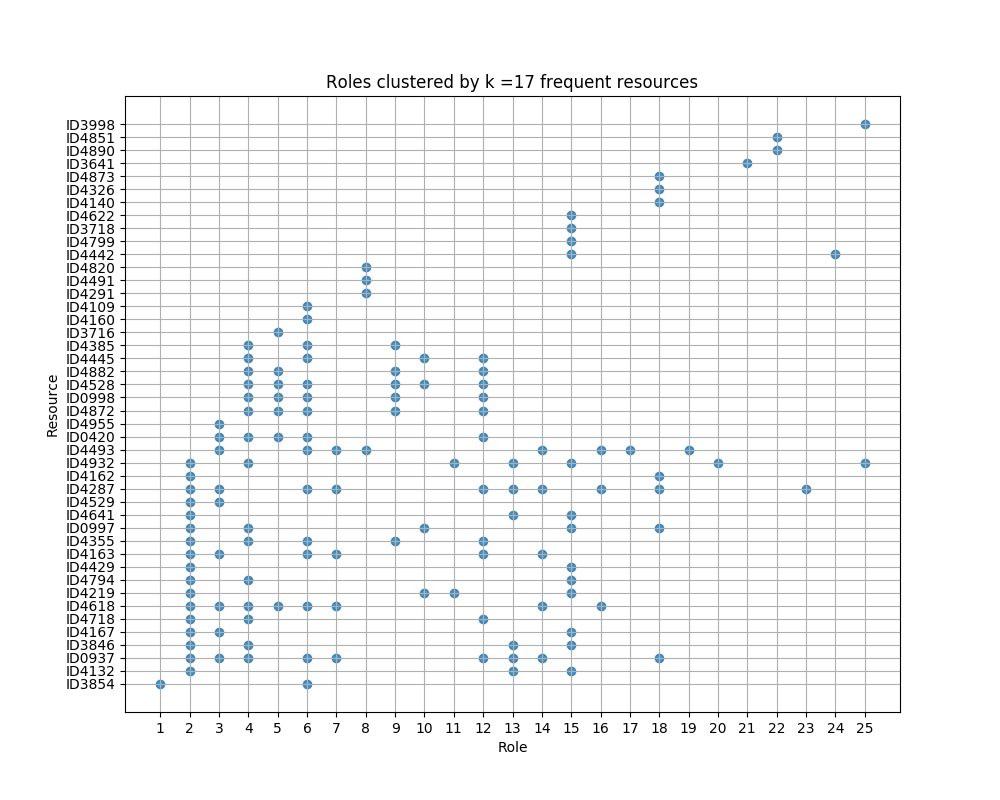 Roles clustered by k =17 frequent resources
ID3998
ID4851
ID4890
ID3641
ID4873
ID4326
ID4140
ID4622
ID3718
ID4799
ID4442
ID4820
ID4491
ID4291
ID4109
ID4160
ID3716
ID4385
ID4445
ID4882
ID4528
ID0998
ID4872
ID4955
ID0420
ID4493
ID4932
ID4162
ID4287
ID4529
ID4641
ID0997
ID4355
ID4163
ID4429
ID4794
ID4219
ID4618
ID4718
ID4167
ID3846
ID0937
ID4132
ID3854
Resource
1 2 3 4 5 6 7 8 9 10 11 12 13 14 15 16 17 18 19 20 21 22 23 24 25
Role